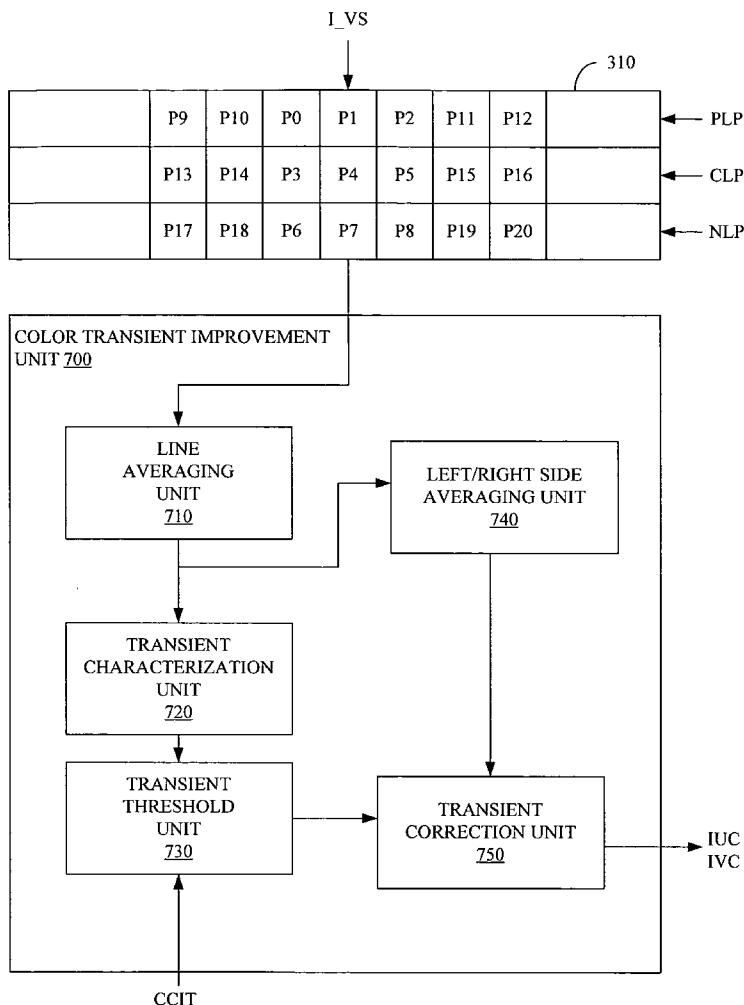 I_VS
310
P9 P10 P0 P1 P2 P11 P12
PLP
P13 P14 P3 P4 P5 P15 P16
CLP
P17 P18 P6 P7 P8 P19 P20
NLP
COLOR TRANSIENT IMPROVEMENT
UNIT 700
LINE
AVERAGING
UNIT
710
LEFT/RIGHT SIDE
AVERAGING UNIT
740
TRANSIENT
CHARACTERIZATION
UNIT
720
TRANSIENT
THRESHOLD
UNIT
730
TRANSIENT
CORRECTION UNIT
750
IUC
IVC
CCIT